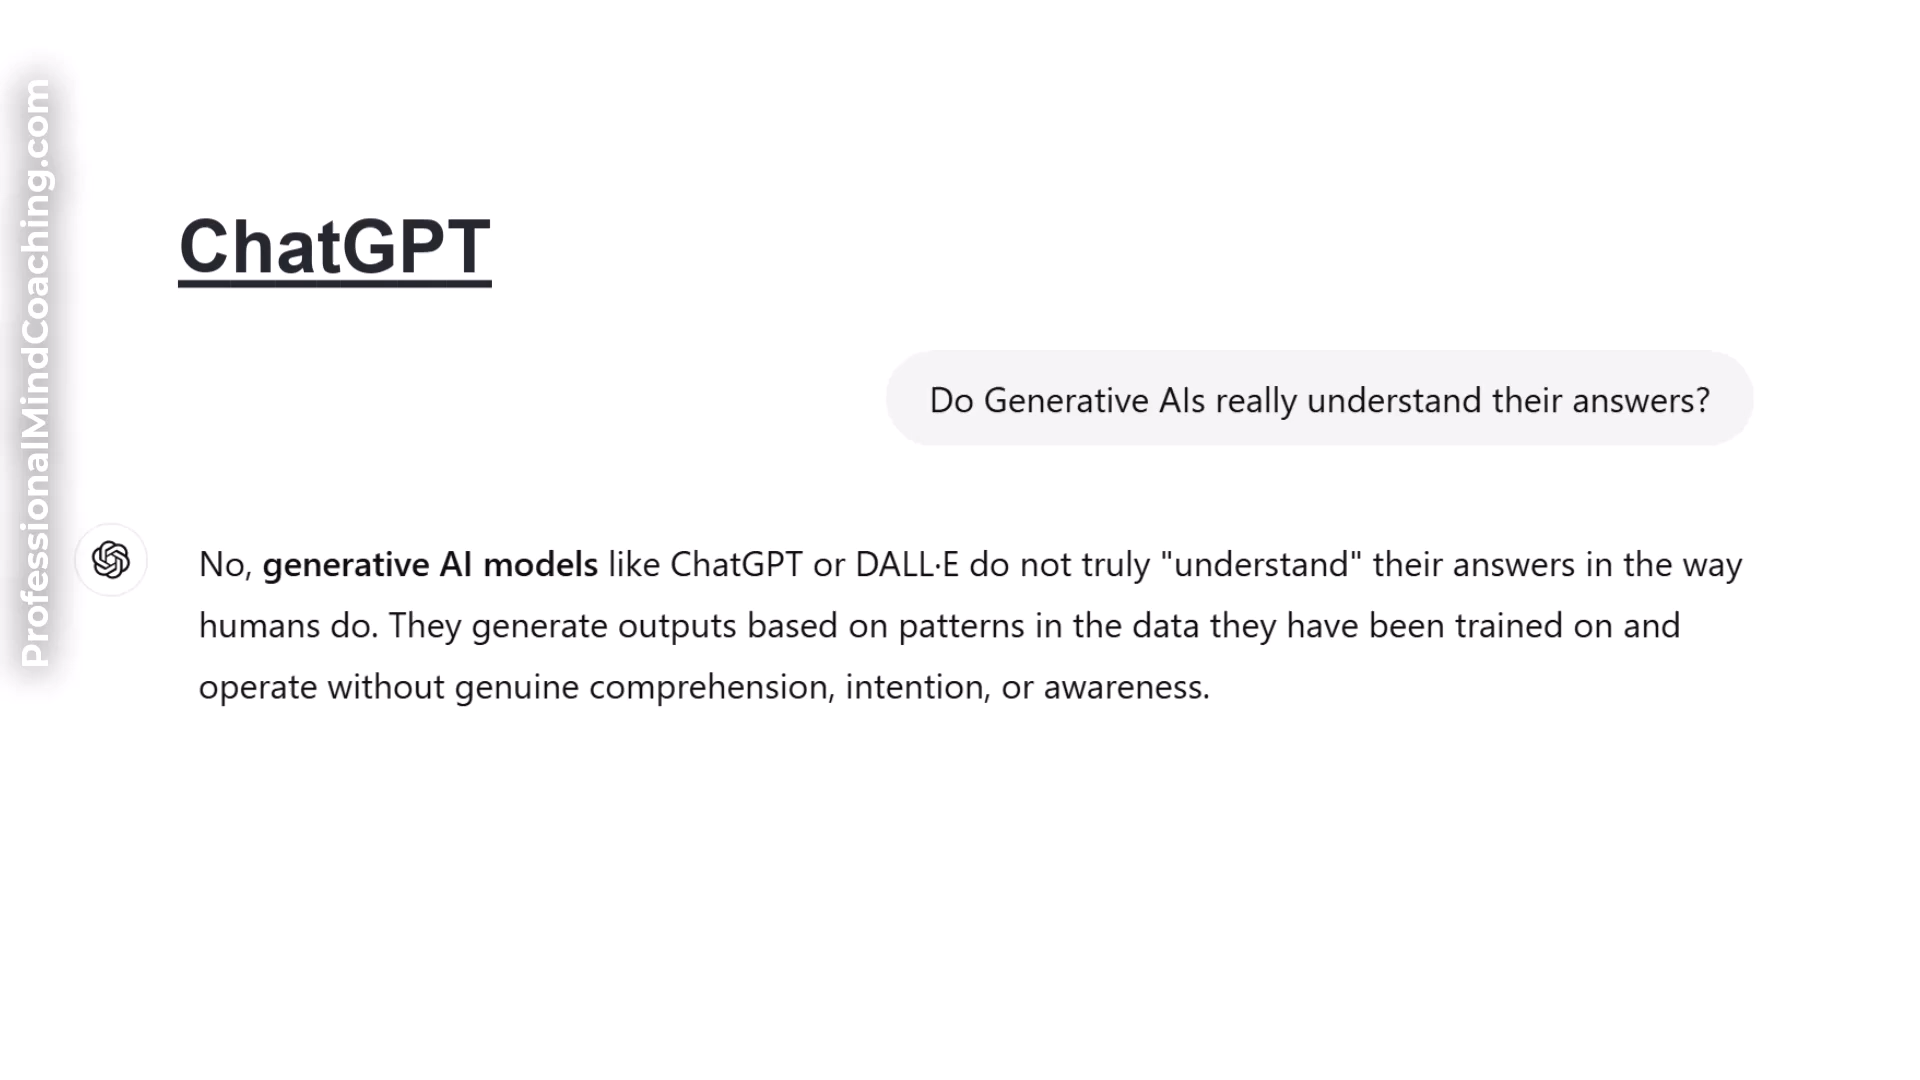 ProfessionalMindCoaching.com
ChatGPT
Do Generative AIs really understand their answers?
No, generative AI models like ChatGPT or DALL·E do not truly "understand" their answers in the way
humans do. They generate outputs based on patterns in the data they have been trained on and
operate without genuine comprehension, intention, or awareness.